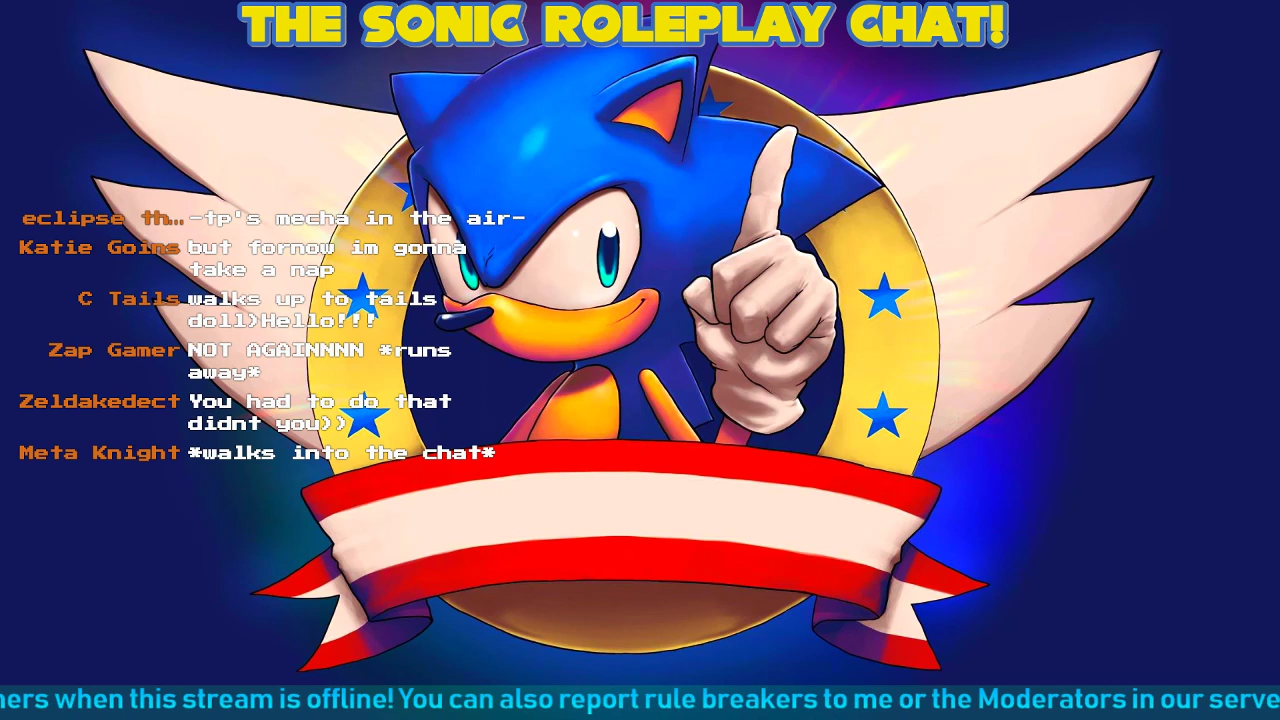 THE SONIC ROLEPLAY CHAT!
eclipse th… -tp's mecha in the air-
Katie Goins but fornow im gonna
take a nap
C Tails walks up to tails
doll)Hello!!!
Zap Gamer NOT AGAINNNN *runs
away*
Zeldakedect You had to do that
didnt you))
Meta Knight *walks into the chat*
ners when this stream is offline! You can also report rule breakers to me or the Moderators in our serve